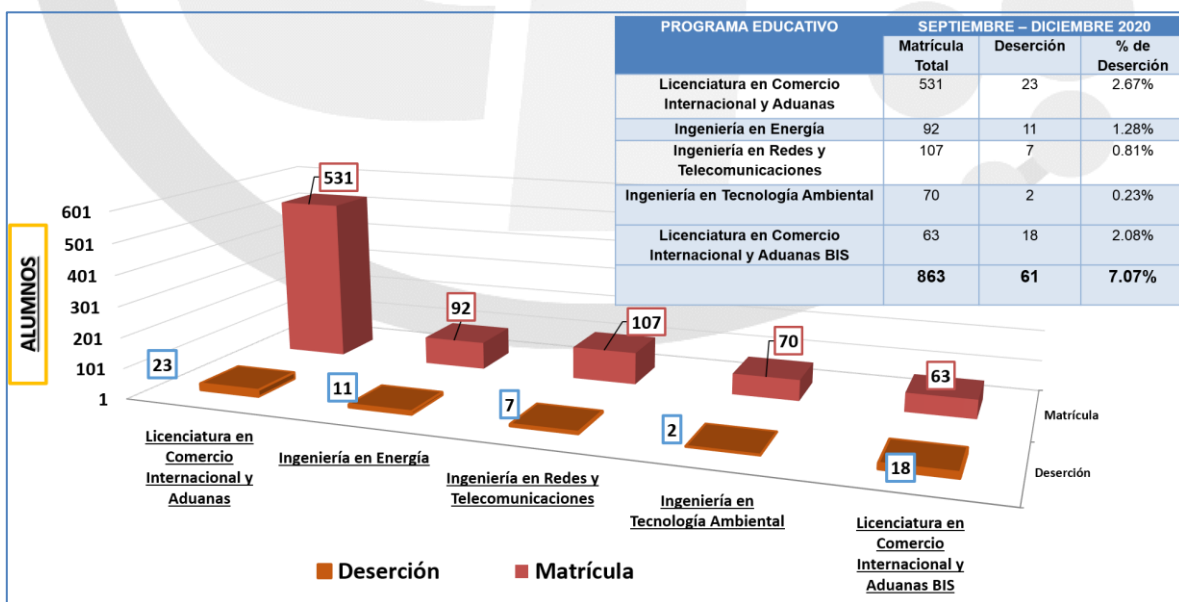 PROGRAMA EDUCATIVO
SEPTIEMBRE – DICIEMBRE 2020
Matrícula Total
Deserción
% de Deserción
Licenciatura en Comercio
Internacional y Aduanas
531
23
2.67%
Ingeniería en Energía
92
11
1.28%
Ingeniería en Redes y
Telecomunicaciones
107
7
0.81%
Ingeniería en Tecnología Ambiental
70
2
0.23%
Licenciatura en Comercio
Internacional y Aduanas BIS
63
18
2.08%
863
61
7.07%
ALUMNOS
601
501
401
301
201
101
1
531
92
107
70
63
23
11
7
2
18
Matrícula
Deserción
Licenciatura en
Comercio
Internacional y
Aduanas
Ingeniería en Energía
Ingeniería en Redes y
Telecomunicaciones
Ingeniería en
Tecnología Ambiental
Licenciatura en
Comercio
Internacional y
Aduanas BIS
Deserción
Matrícula